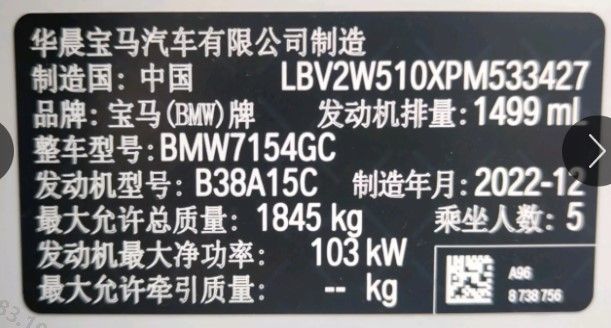 华晨宝马汽车有限公司制造
制造国: 中国 LBV2W510XPM533427
品牌: 宝马(BMW)牌 发动机排量: 1499 ml
整车型号: BMW7154GC
发动机型号: B38A15C 制造年月: 2022-12
最大允许总质量: 1845 kg 乘坐人数: 5
发动机最大净功率: 103 kW
最大允许牵引质量: -- kg
A96
8 738 756